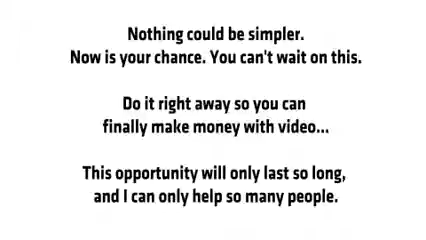 Nothing could be simpler.
Now is your chance. You can't wait on this.
Do it right away so you can
finally make money with video...
This opportunity will only last so long,
and I can only help so many people.